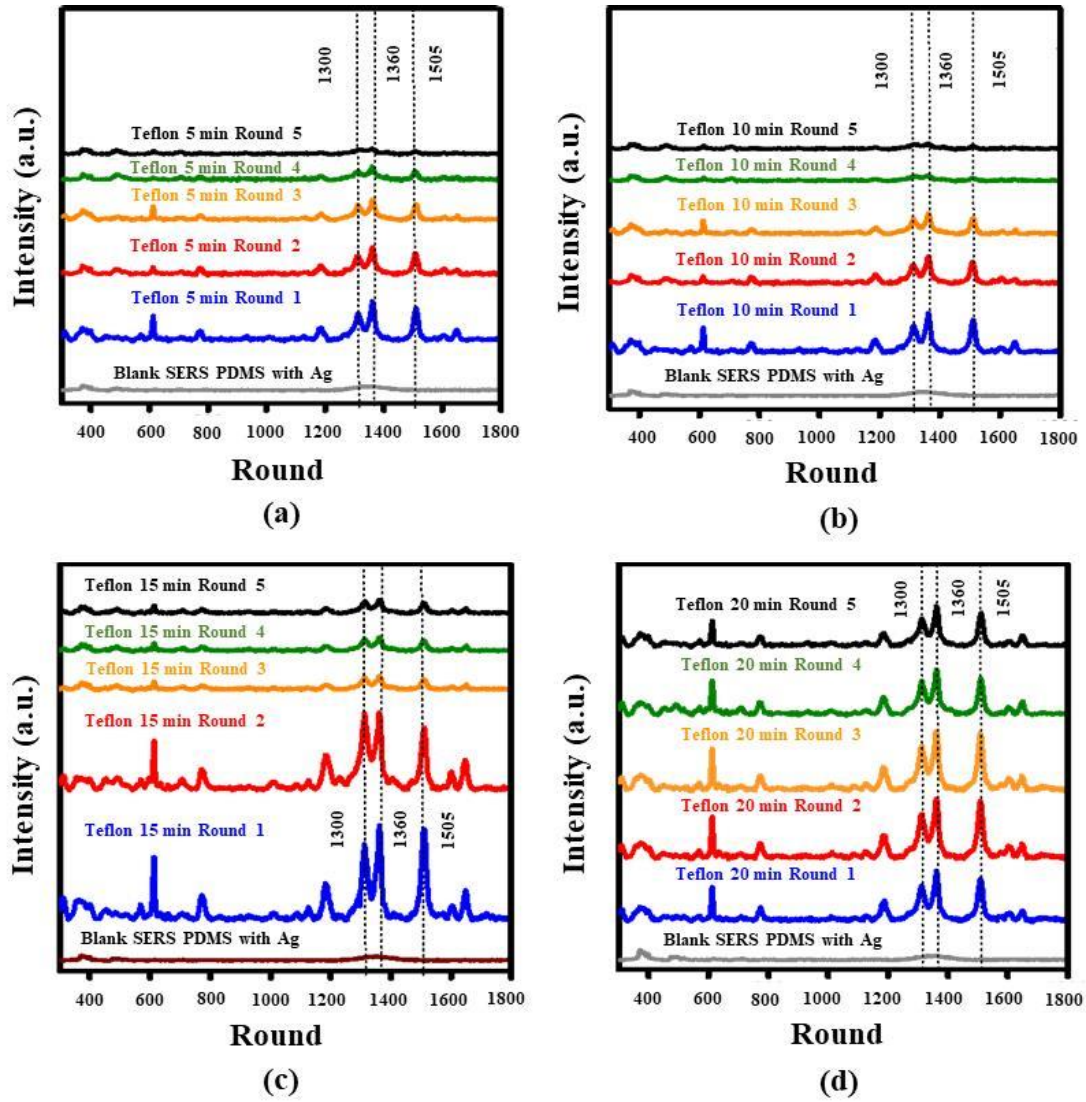 1300
1360
1505
Teflon 5 min Round 5
Teflon 5 min Round 4
Teflon 5 min Round 3
Teflon 5 min Round 2
Teflon 5 min Round 1
Blank SERS PDMS with Ag
Intensity (a.u.)
400 600 800 1000 1200 1400 1600 1800
Round
(a)
1300
1360
1505
Teflon 10 min Round 5
Teflon 10 min Round 4
Teflon 10 min Round 3
Teflon 10 min Round 2
Teflon 10 min Round 1
Blank SERS PDMS with Ag
Intensity (a.u.)
400 600 800 1000 1200 1400 1600 1800
Round
(b)
Teflon 15 min Round 5
Teflon 15 min Round 4
Teflon 15 min Round 3
Teflon 15 min Round 2
1300
1360
1505
Teflon 15 min Round 1
Blank SERS PDMS with Ag
Intensity (a.u.)
400 600 800 1000 1200 1400 1600 1800
Round
(c)
1300
1360
1505
Teflon 20 min Round 5
Teflon 20 min Round 4
Teflon 20 min Round 3
Teflon 20 min Round 2
Teflon 20 min Round 1
Blank SERS PDMS with Ag
Intensity (a.u.)
400 600 800 1000 1200 1400 1600 1800
Round
(d)